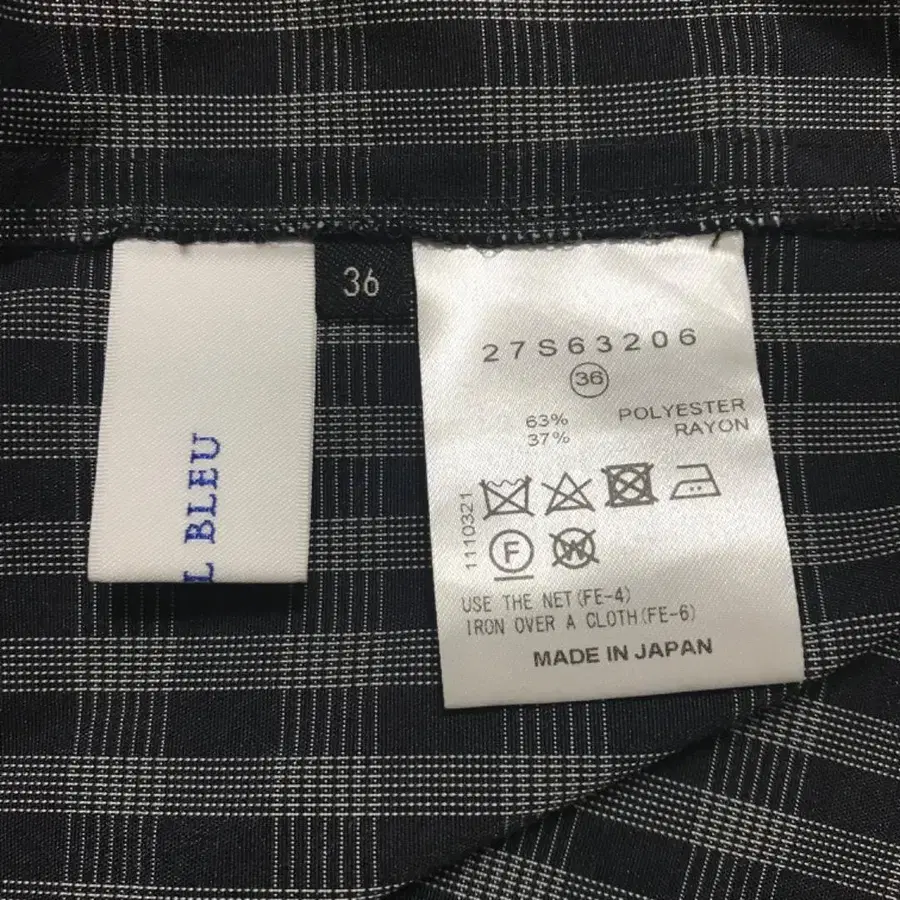 L BLEU
36
27S63206
36
63% POLYESTER
37% RAYON
1110321
F
W
USE THE NET(FE-4)
IRON OVER A CLOTH(FE-6)
MADE IN JAPAN